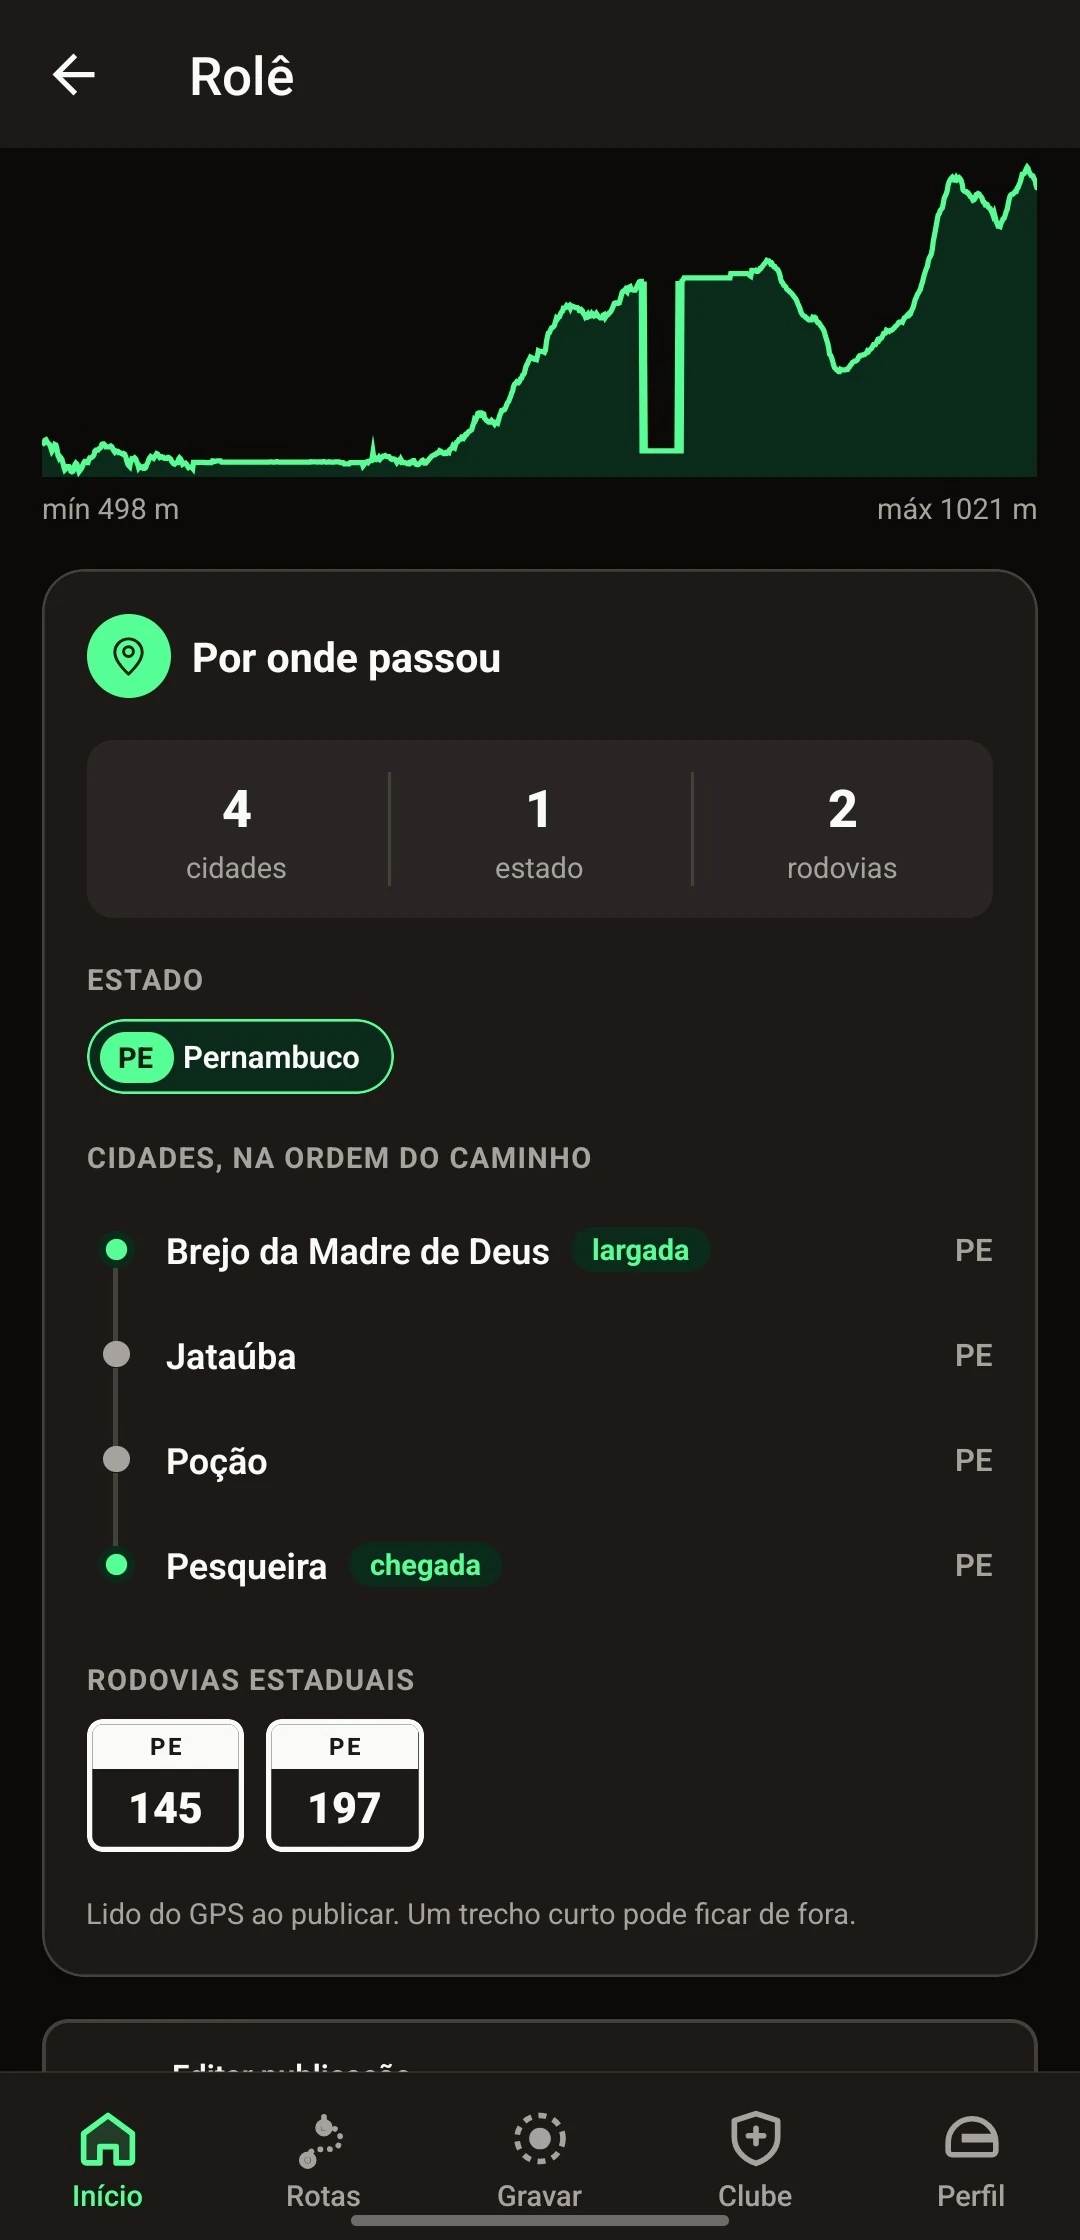 Rolê
mín 498 m
máx 1021 m
Por onde passou
4
cidades
1
estado
2
rodovias
ESTADO
PE Pernambuco
CIDADES, NA ORDEM DO CAMINHO
Brejo da Madre de Deus largada PE
Jataúba PE
Poção PE
Pesqueira chegada PE
RODOVIAS ESTADUAIS
PE
145
PE
197
Lido do GPS ao publicar. Um trecho curto pode ficar de fora.
Editar publicação
Início
Rotas
Gravar
Clube
Perfil